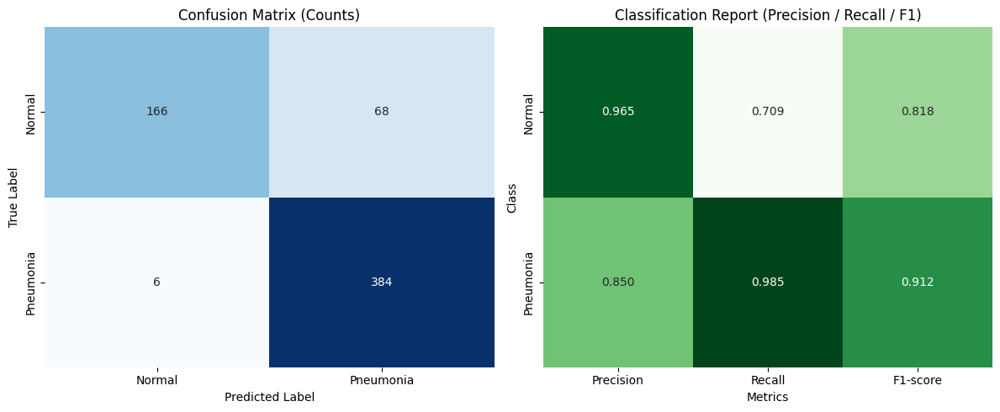 Confusion Matrix (Counts)
True Label
Normal
166
68
Pneumonia
6
384
Normal
Pneumonia
Predicted Label
Classification Report (Precision / Recall / F1)
Class
Normal
0.965
0.709
0.818
Pneumonia
0.850
0.985
0.912
Precision
Recall
F1-score
Metrics